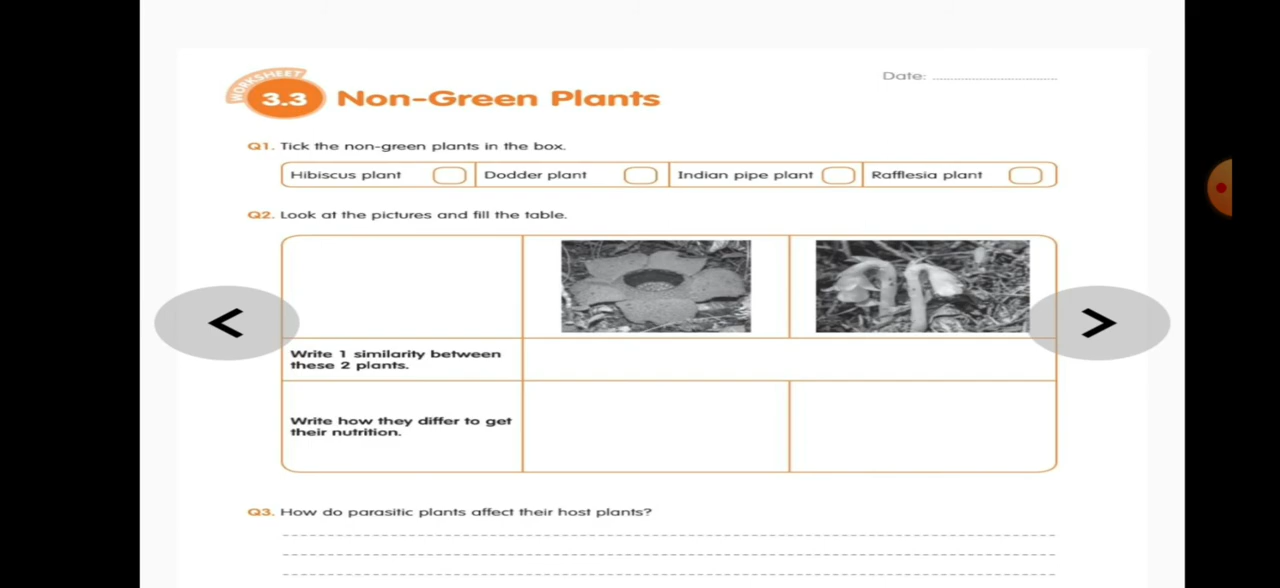 Date:
WORKSHEET
3.3 Non-Green Plants
Q1. Tick the non-green plants in the box.
Hibiscus plant Dodder plant Indian pipe plant Rafflesia plant
Q2. Look at the pictures and fill the table.
Write 1 similarity between
these 2 plants.
Write how they differ to get
their nutrition.
Q3. How do parasitic plants affect their host plants?